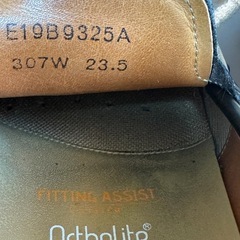 E19B9325A
307W 23.5
FITTING ASSIST
OrthoLite®